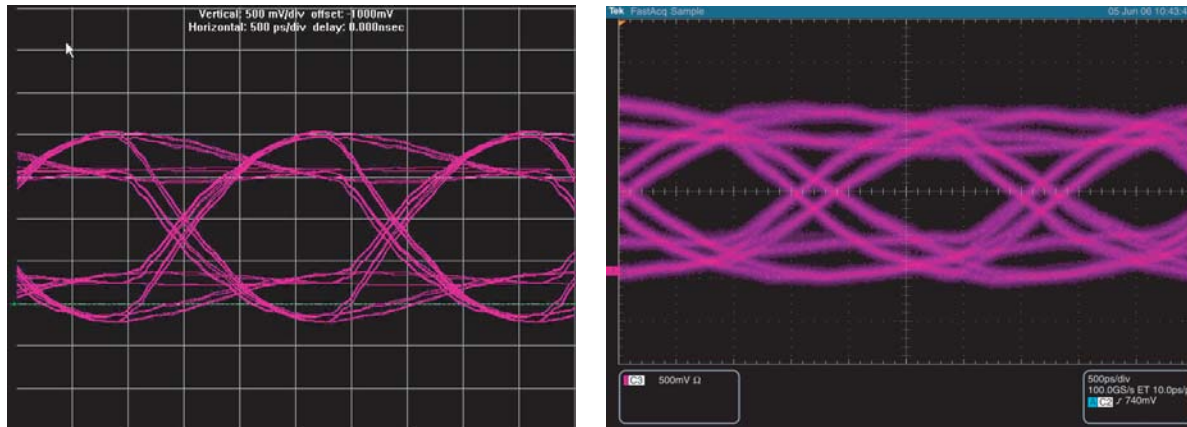 Vertical: 500 mV/div offset: -1000mV
Horizontal: 500 ps/div delay: 0.000nsec
Tek FastAcq Sample
05 Jun 06 10:43:4
C3 500mV Ω
500ps/div
100.0GS/s ET 10.0ps/p
A C2 ∫ 740mV